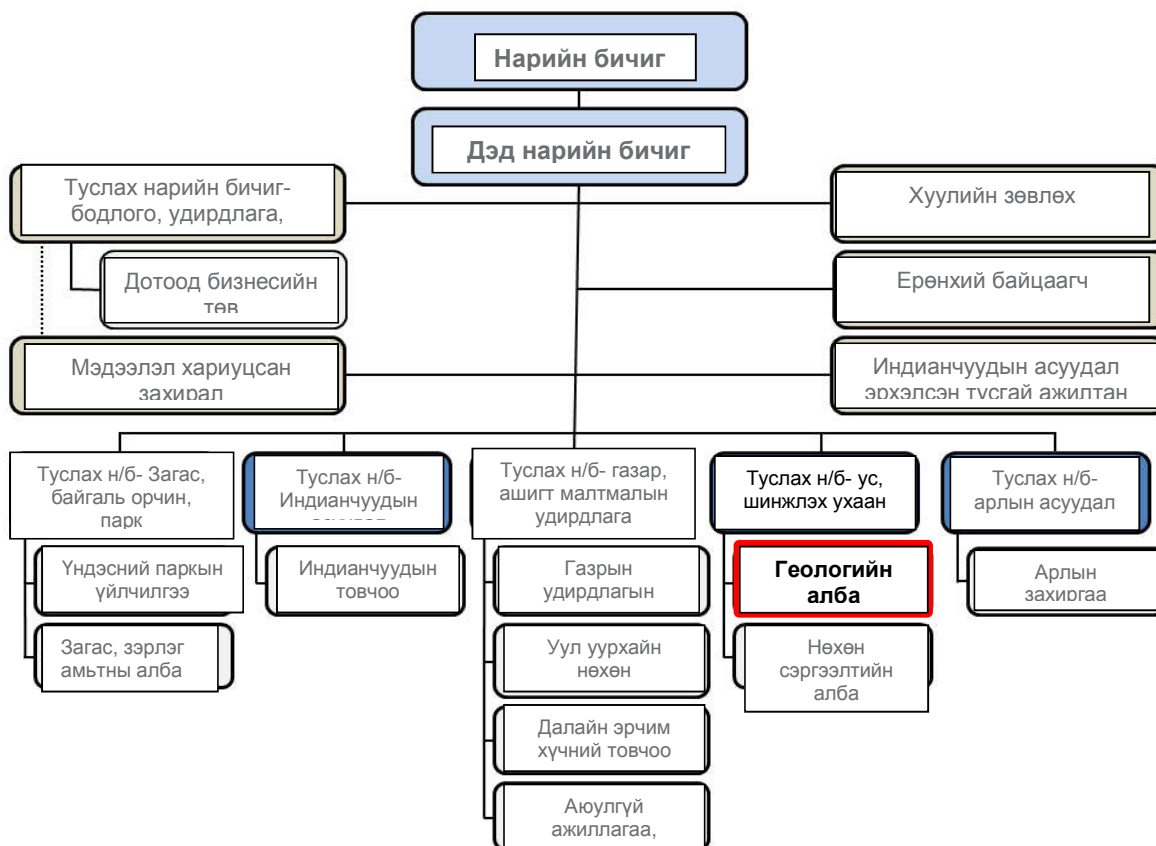 Нарийн бичиг
Дэд нарийн бичиг
Туслах нарийн бичиг-
бодлого, удирдлага,
Хуулийн зөвлөх
Дотоод бизнесийн
төв
Ерөнхий байцаагч
Мэдээлэл хариуцсан
захирал
Индианчуудын асуудал
эрхэлсэн тусгай ажилтан
Туслах н/б- Загас,
байгаль орчин,
парк
Туслах н/б-
Индианчуудын
Туслах н/б- газар,
ашигт малтмалын
удирдлага
Туслах н/б- ус,
шинжлэх ухаан
Туслах н/б-
арлын асуудал
Үндэсний паркын
үйлчилгээ
Индианчуудын
товчоо
Газрын
удирдлагын
Геологийн
алба
Арлын
захиргаа
Загас, зэрлэг
амьтны алба
Уул уурхайн
нөхөн
Нөхөн
сэргээлтийн
алба
Далайн эрчим
хүчний товчоо
Аюулгүй
ажиллагаа,